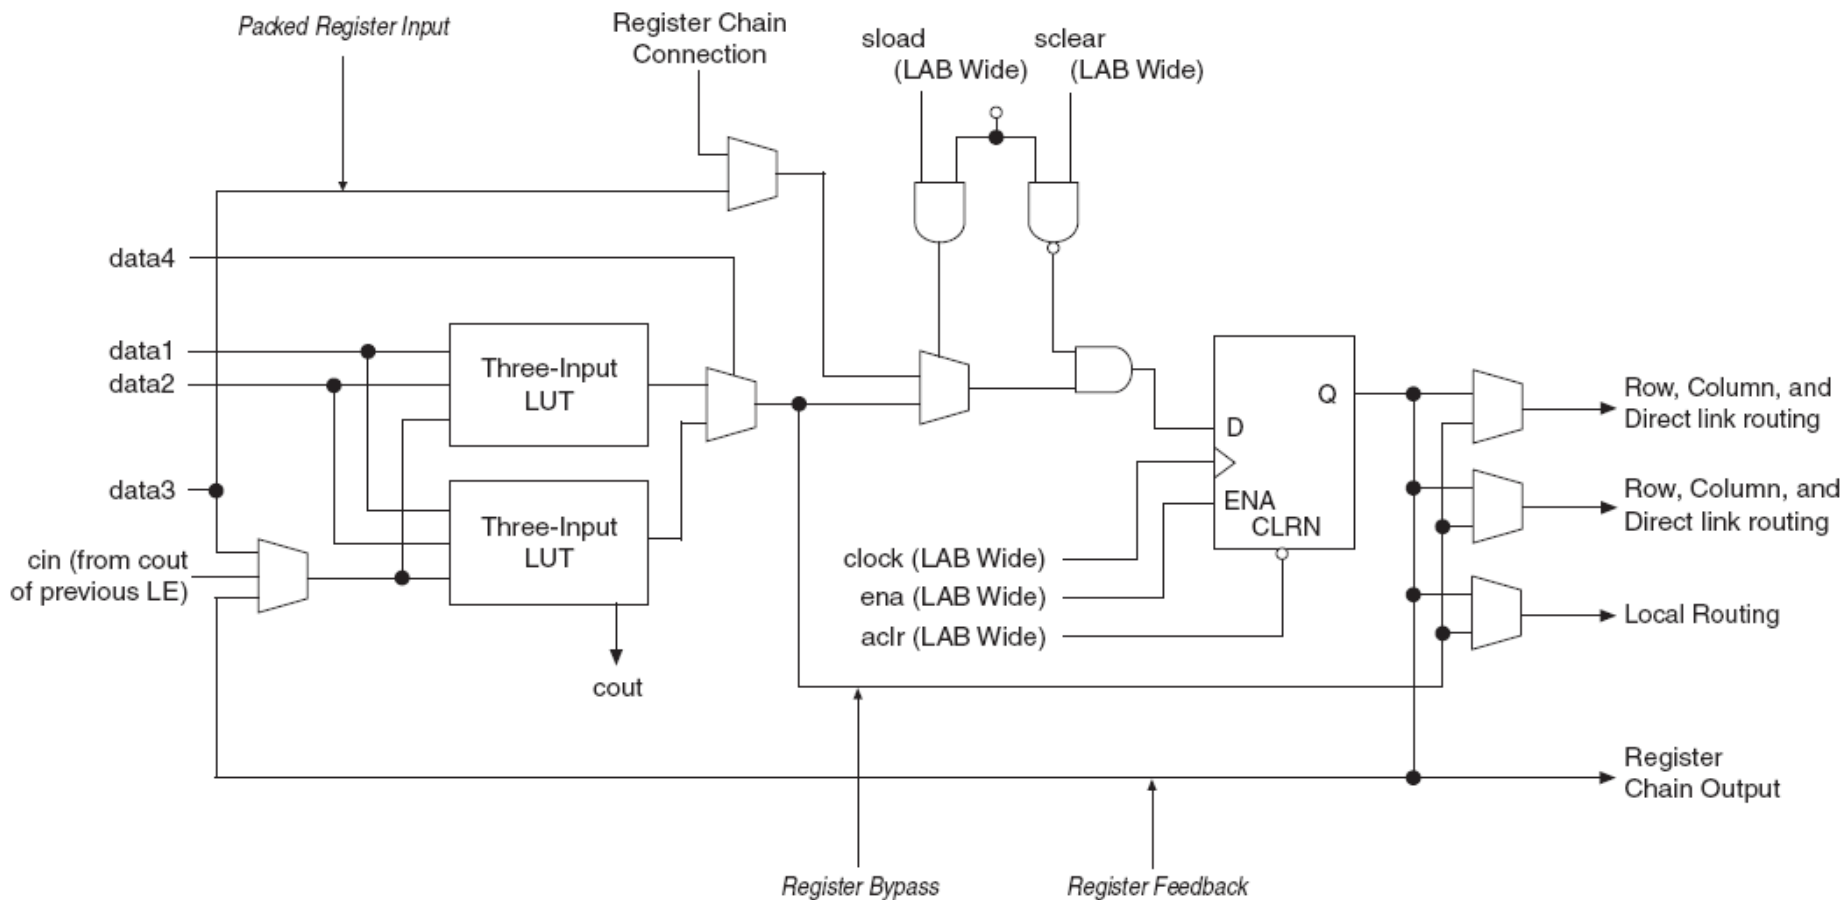 Packed Register Input
Register Chain
Connection
sload
(LAB Wide)
sclear
(LAB Wide)
data4
data1
data2
data3
cin (from cout
of previous LE)
Three-Input
LUT
Three-Input
LUT
cout
clock (LAB Wide)
ena (LAB Wide)
aclr (LAB Wide)
Q
D
ENA
CLRN
Row, Column, and
Direct link routing
Row, Column, and
Direct link routing
Local Routing
Register
Chain Output
Register Bypass
Register Feedback